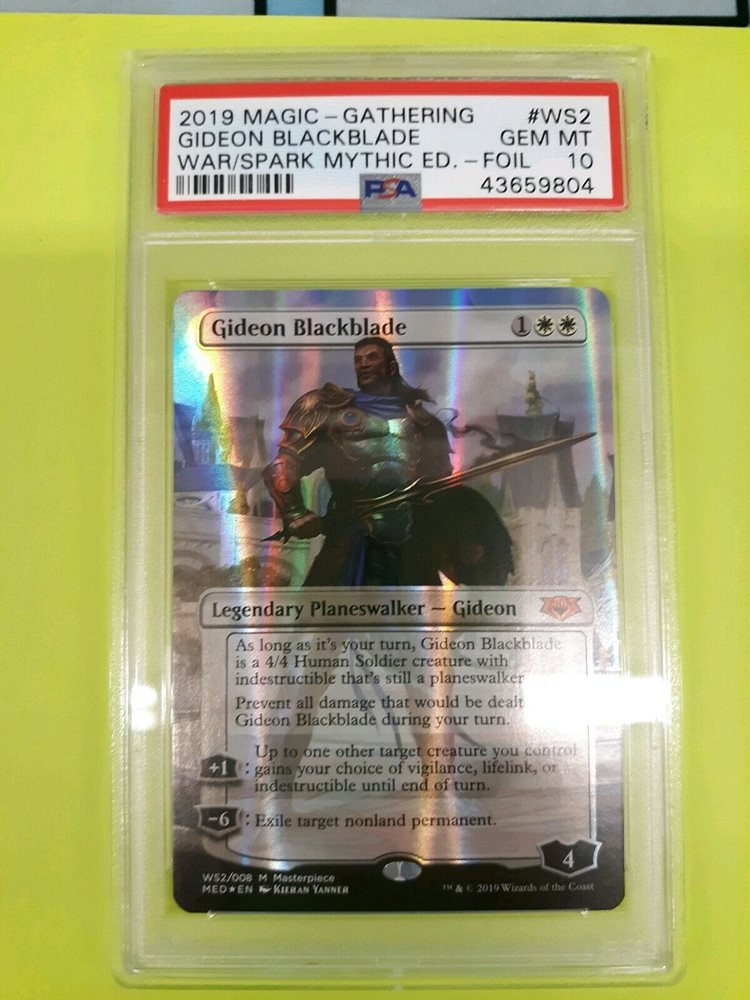 2019 MAGIC - GATHERING #WS2
GIDEON BLACKBLADE GEM MT
WAR/SPARK MYTHIC ED. - FOIL 10
PSA 43659804
Gideon Blackblade 1
Legendary Planeswalker — Gideon
As long as it's your turn, Gideon Blackblade
is a 4/4 Human Soldier creature with
indestructible that's still a planeswalker
Prevent all damage that would be dealt
Gideon Blackblade during your turn.
Up to one other target creature you control
+1 : gains your choice of vigilance, lifelink, or
indestructible until end of turn.
-6 : Exile target nonland permanent.
4
WS2/008 M Masterpiece
MED★EN KIERAN YANNER ™ & © 2019 Wizards of the Coast